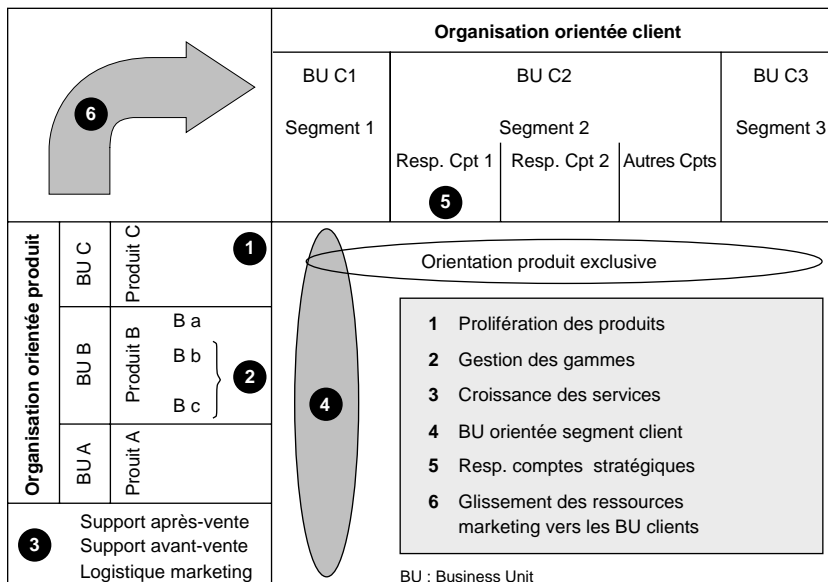 Organisation orientée client
BU C1
BU C2
BU C3
Segment 1
Segment 2
Segment 3
Resp. Cpt 1
Resp. Cpt 2
Autres Cpts
6
5
Organisation orientée produit
BU C
Produit C
1
BU B
Produit B
B a
B b
B c
2
BU A
Prouit A
3
Support après-vente
Support avant-vente
Logistique marketing
Orientation produit exclusive
4
1 Prolifération des produits
2 Gestion des gammes
3 Croissance des services
4 BU orientée segment client
5 Resp. comptes stratégiques
6 Glissement des ressources
marketing vers les BU clients
BU : Business Unit